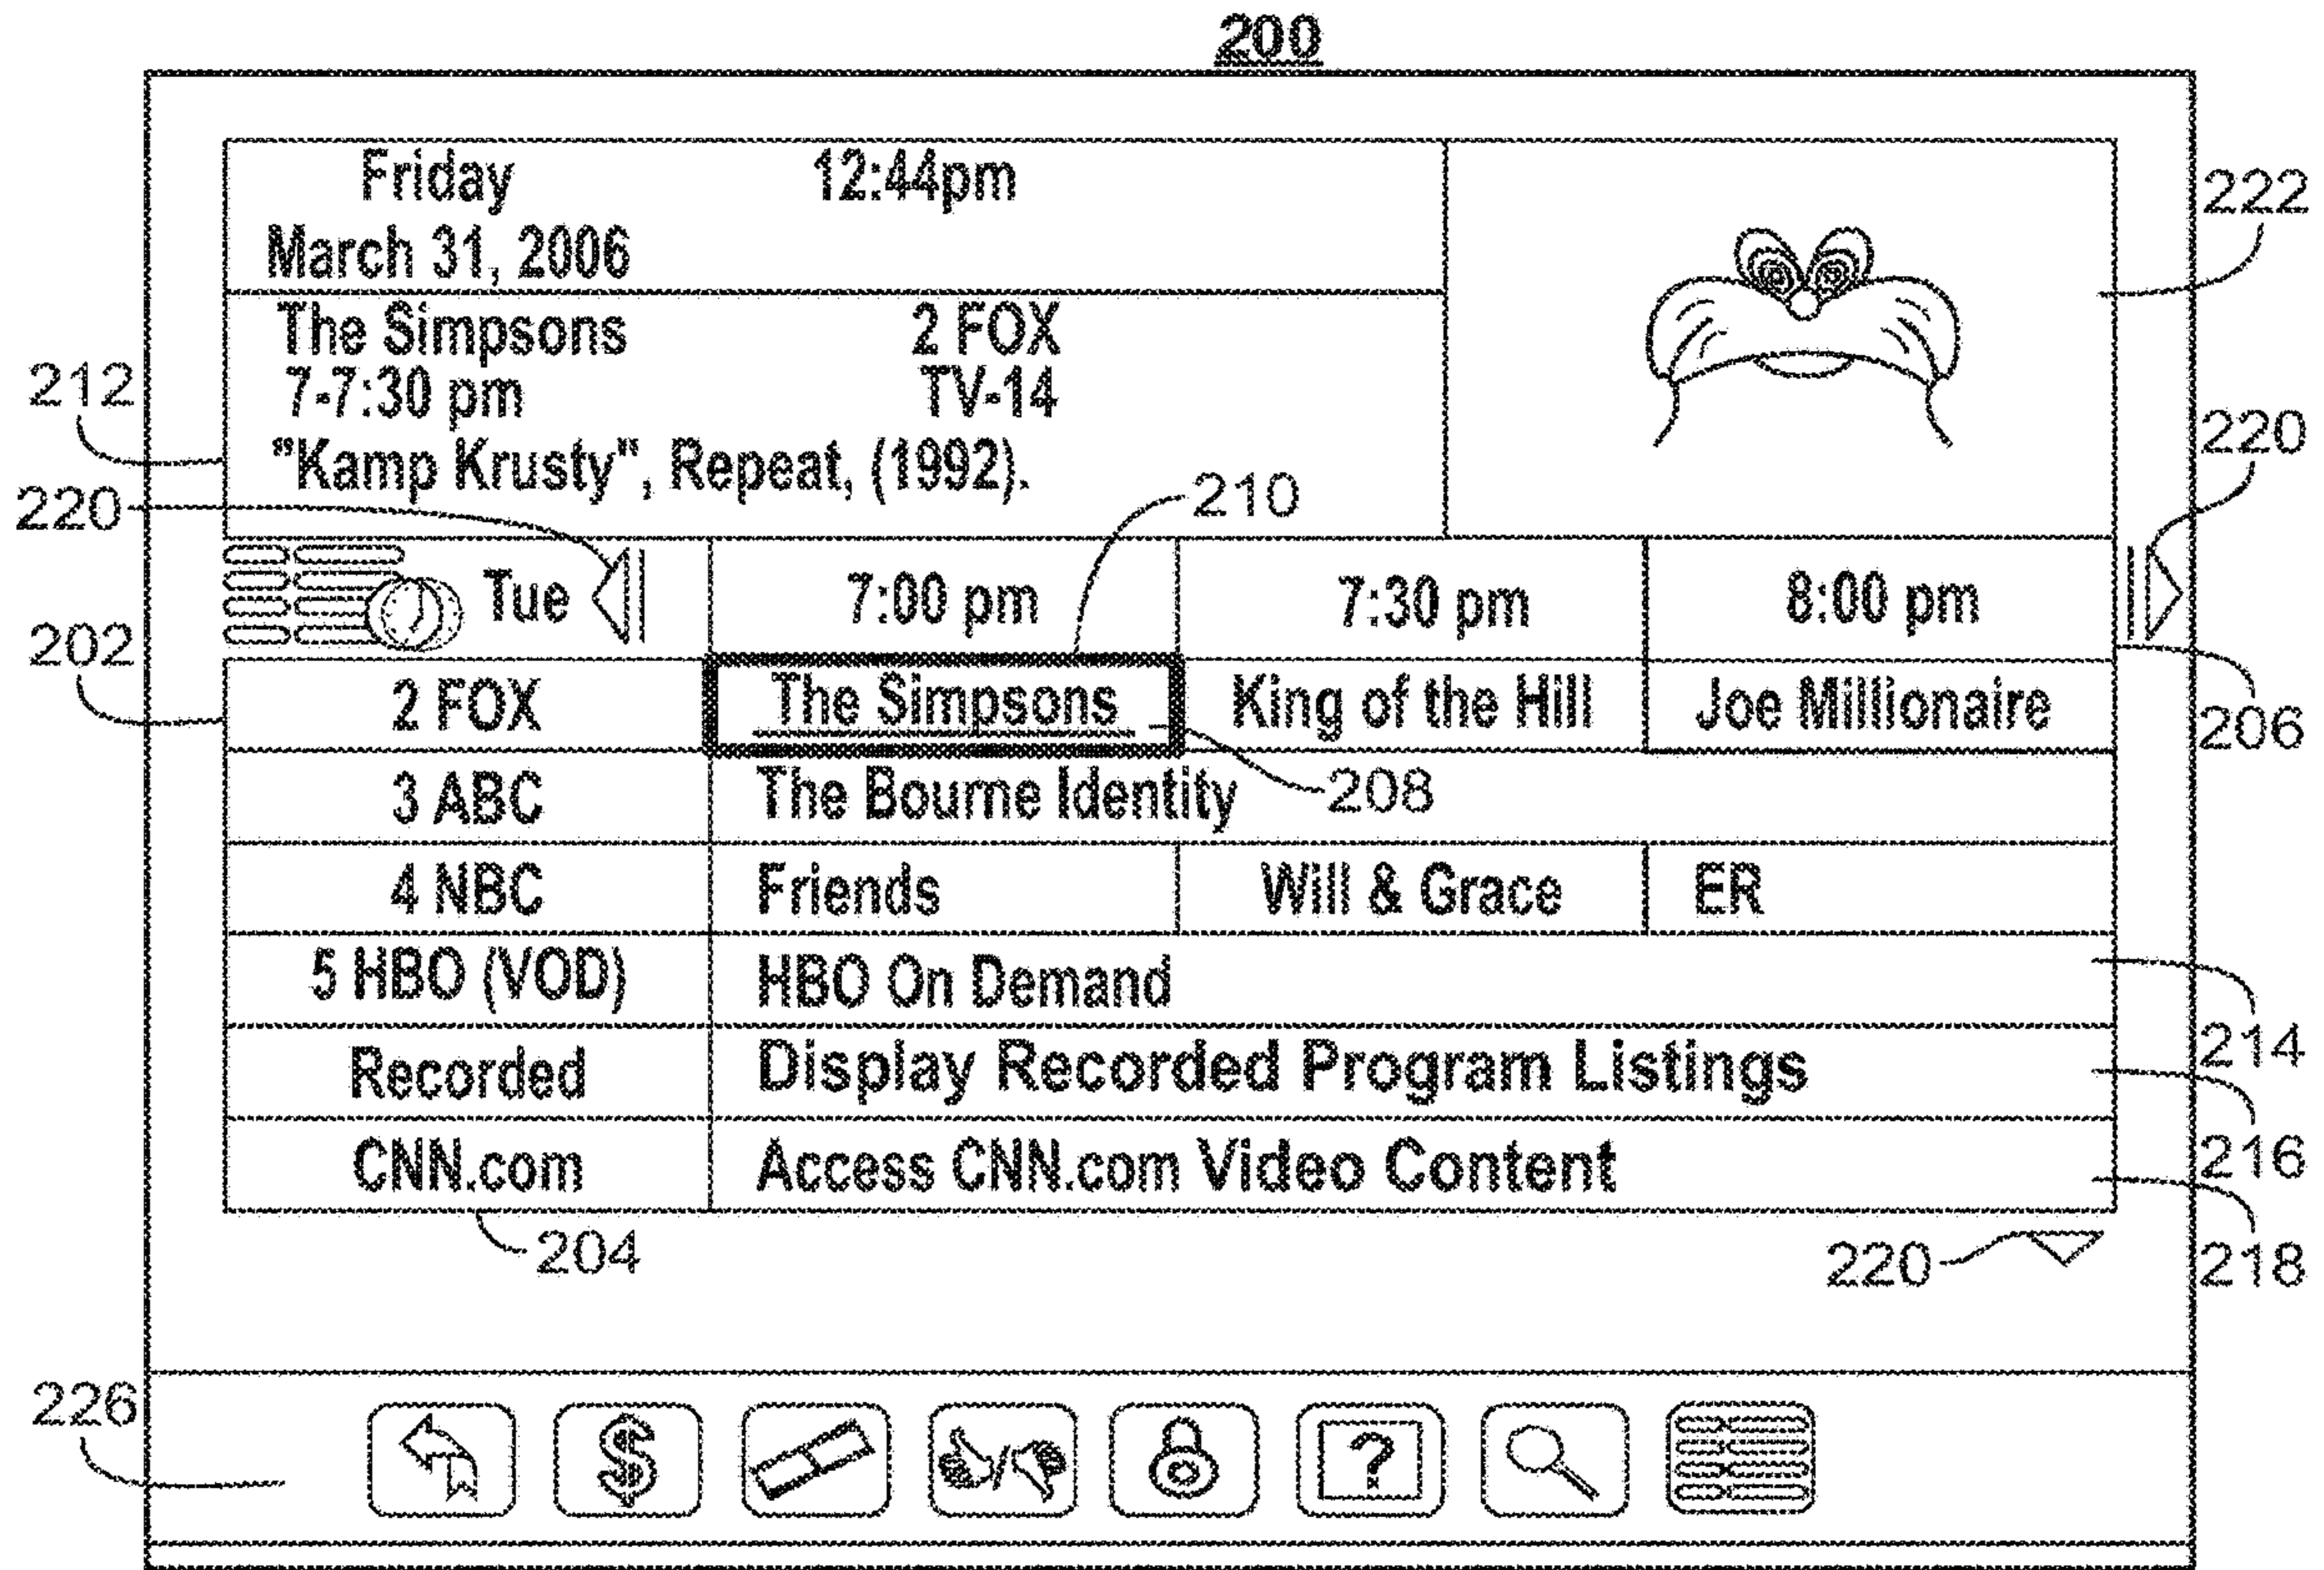 200
Friday 12:44pm
March 31, 2006
222
The Simpsons 2 FOX
212 7-7:30 pm TV-14
220
"Kamp Krusty", Repeat, (1992).
210
220
Tue 7:00 pm 7:30 pm 8:00 pm
202
2 FOX The Simpsons King of the Hill Joe Millionaire
206
3 ABC The Bourne Identity 208
4 NBC Friends Will & Grace ER
5 HBO (VOD) HBO On Demand
214
Recorded Display Recorded Program Listings
216
CNN.com Access CNN.com Video Content
204 220 218
226
$ / ?